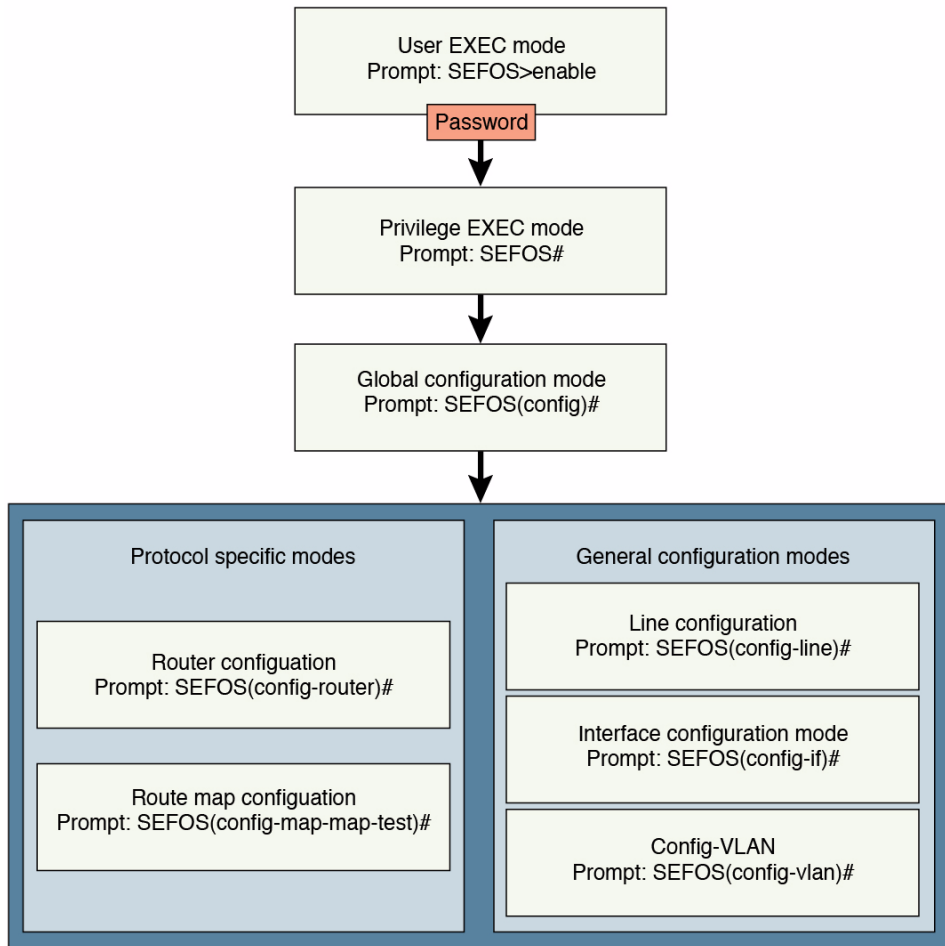 User EXEC mode
Prompt: SEFOS>enable
Password
Privilege EXEC mode
Prompt: SEFOS#
Global configuration mode
Prompt: SEFOS(config)#
Protocol specific modes
Router configuation
Prompt: SEFOS(config-router)#
Route map configuation
Prompt: SEFOS(config-map-map-test)#
General configuration modes
Line configuration
Prompt: SEFOS(config-line)#
Interface configuration mode
Prompt: SEFOS(config-if)#
Config-VLAN
Prompt: SEFOS(config-vlan)#